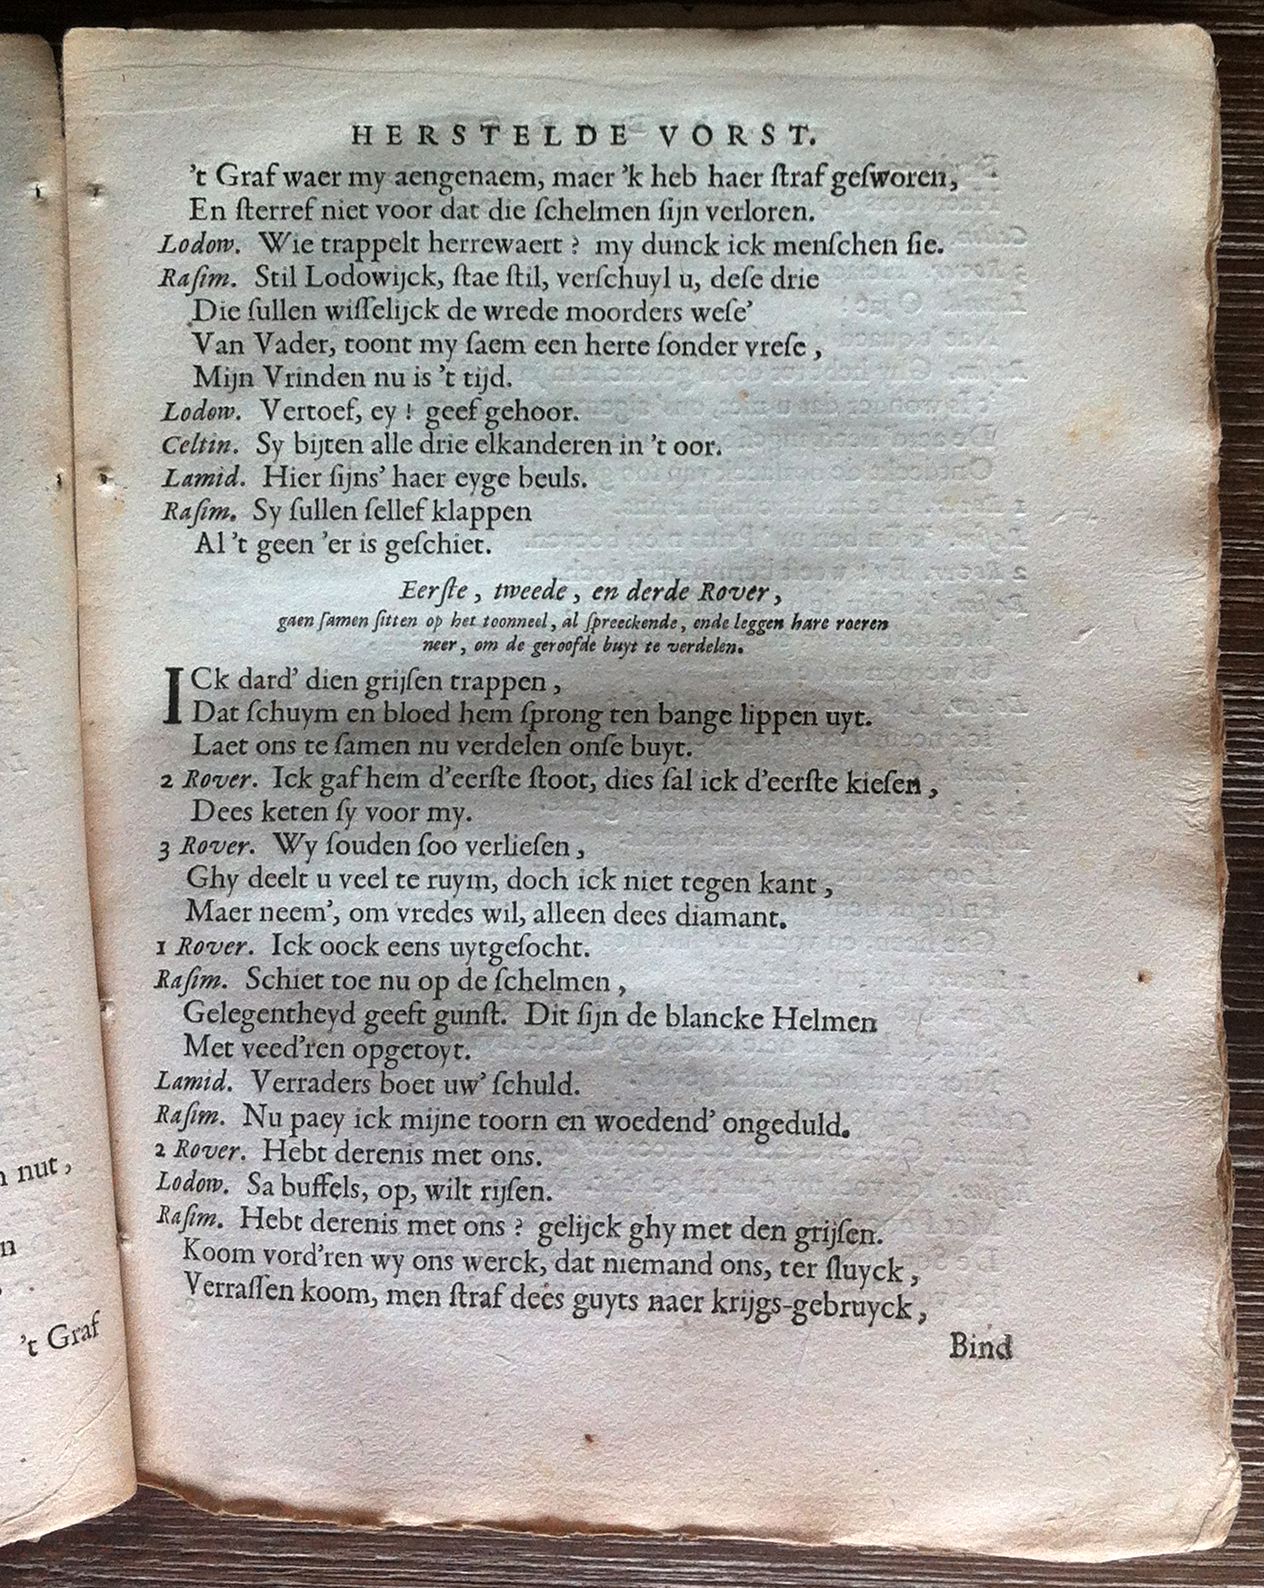 HERSTELDE VORST.
't Graf waer my aengenaem, maer 'k heb haer ſtraf geſworen,
En ſterref niet voor dat die ſchelmen ſijn verloren.
Lodow. Wie trappelt herrewaert? my dunck ick menſchen ſie.
Raſim. Stil Lodowijck, ſtae ſtil, verſchuyl u, deſe drie
Die ſullen wiſſelijck de wrede moorders weſe'
Van Vader, toont my ſaem een herte ſonder vreſe,
Mijn Vrinden nu is 't tijd.
Lodow. Vertoef, ey! geef gehoor.
Celtin. Sy bijten alle drie elkanderen in 't oor.
Lamid. Hier ſijns' haer eyge beuls.
Raſim. Sy ſullen ſellef klappen
Al 't geen 'er is geſchiet.
Eerſte, tweede, en derde Rover,
gaen ſamen ſitten op het tooneel, al ſpreeckende, ende leggen hare roeren
neer, om de geroofde buyt te verdelen.
ICk dard' dien grijſen trappen,
Dat ſchuym en bloed hem ſprong ten bange lippen uyt.
Laet ons te ſamen nu verdelen onſe buyt.
2 Rover. Ick gaf hem d'eerſte ſtoot, dies ſal ick d'eerſte kieſen,
Dees keten ſy voor my.
3 Rover. Wy ſouden ſoo verlieſen,
Ghy deelt u veel te ruym, doch ick niet tegen kant,
Maer neem', om vredes wil, alleen dees diamant.
1 Rover. Ick oock eens uytgeſocht.
Raſim. Schiet toe nu op de ſchelmen,
Gelegentheyd geeft gunſt. Dit ſijn de blancke Helmen
Met veed'ren opgetoyt.
Lamid. Verraders boet uw' ſchuld.
Raſim. Nu paey ick mijne toorn en woedend' ongeduld.
2 Rover. Hebt derenis met ons.
Lodow. Sa buffels, op, wilt rijſen.
Raſim. Hebt derenis met ons? gelijck ghy met den grijſen.
Koom vord'ren wy ons werck, dat niemand ons, ter ſluyck,
Verraſſen koom, men ſtraf dees guyts naer krijgs-gebruyck,
Bind
nut,
't Graf